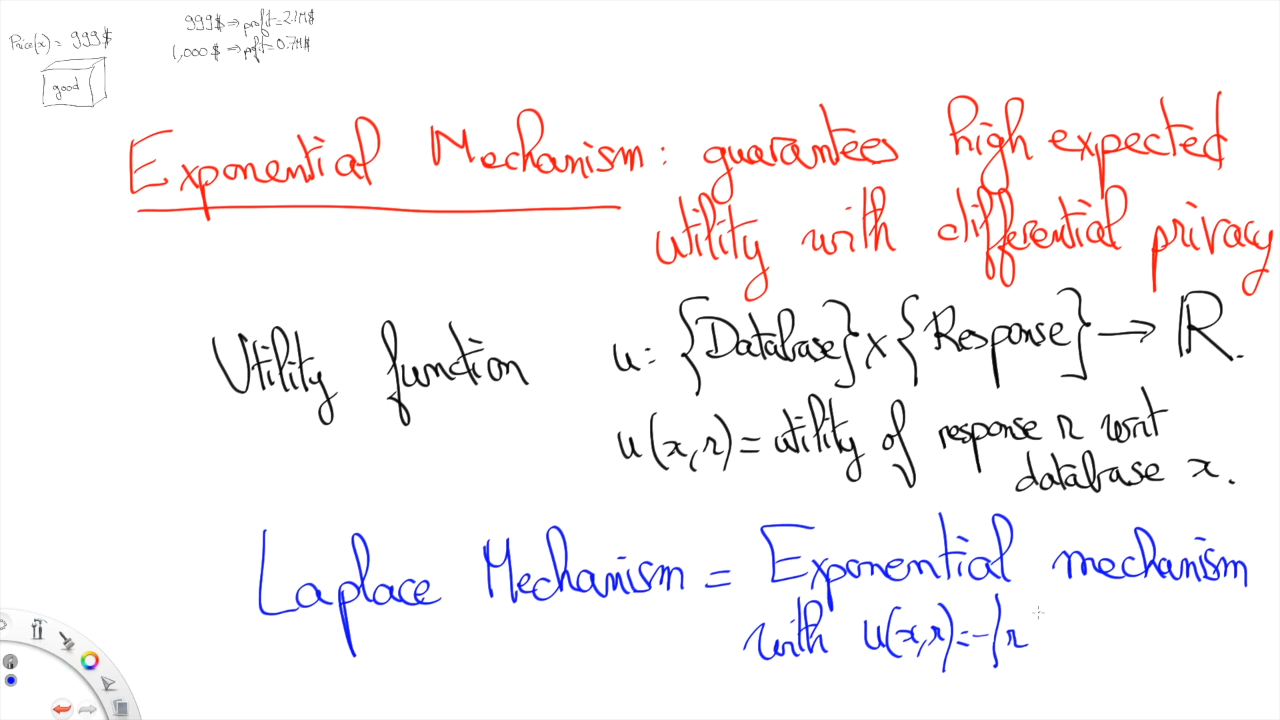 Price(x) = 999$
999$ ⇒ profit = 2.1M$
1,000$ ⇒ profit = 0.7M$
good
Exponential Mechanism: guarantees high expected
utility with differential privacy
Utility function u: {Database} × {Response} → ℝ.
u(x,r) = utility of response r wrt
database x.
Laplace Mechanism = Exponential mechanism
with u(x,r) = -|r